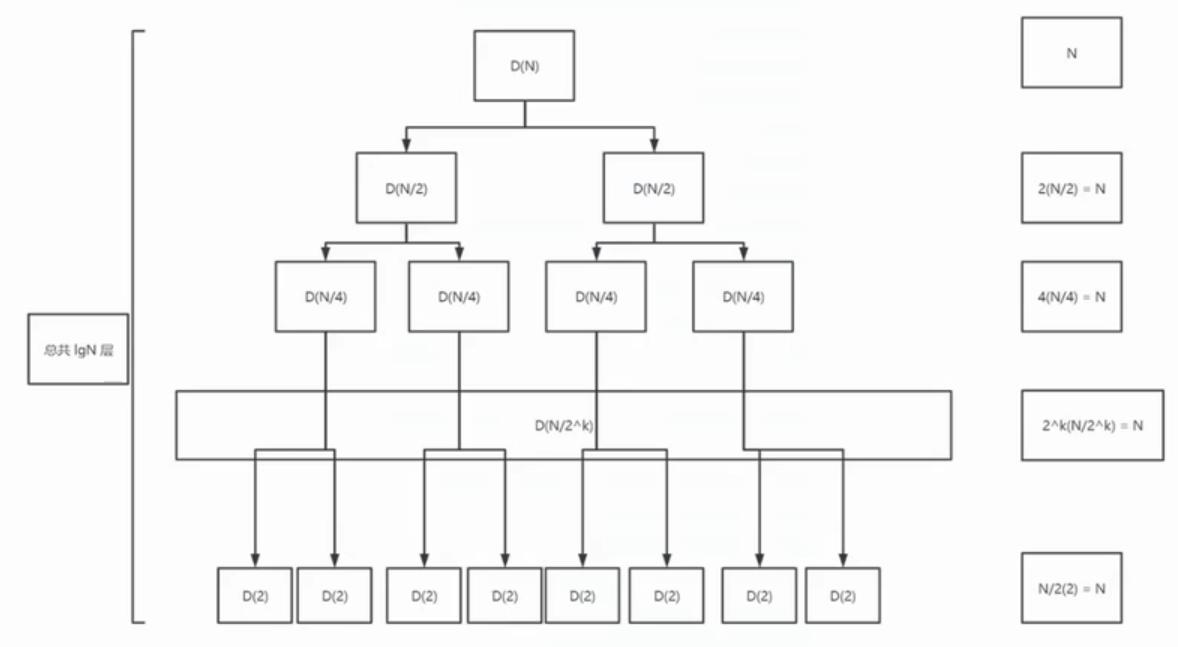 D(N)
N
D(N/2)
D(N/2)
2(N/2) = N
D(N/4)
D(N/4)
D(N/4)
D(N/4)
4(N/4) = N
总共 lgN 层
D(N/2^k)
2^k(N/2^k) = N
D(2)
D(2)
D(2)
D(2)
D(2)
D(2)
D(2)
D(2)
N/2(2) = N